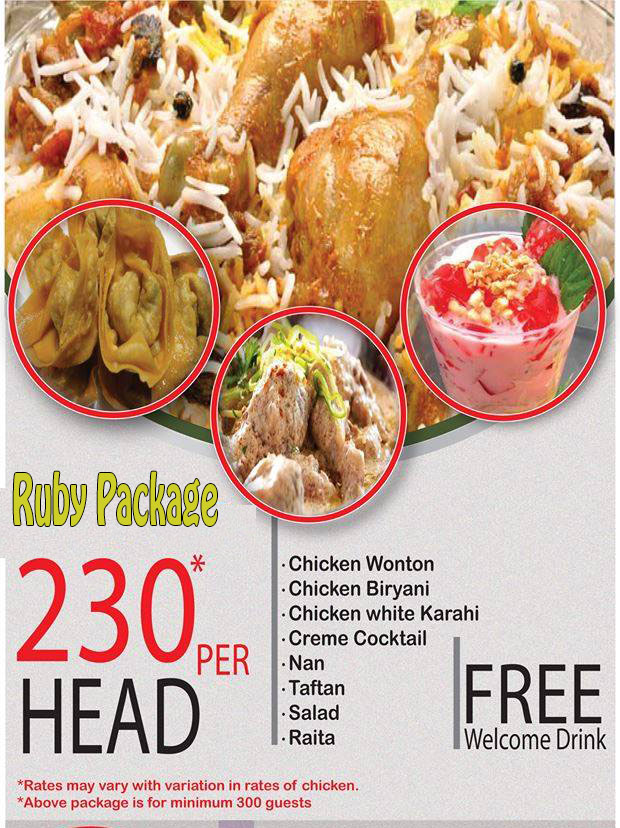 Ruby Package
230*
PER
HEAD
· Chicken Wonton
· Chicken Biryani
· Chicken white Karahi
· Creme Cocktail
· Nan
· Taftan
· Salad
· Raita
FREE
Welcome Drink
*Rates may vary with variation in rates of chicken.
*Above package is for minimum 300 guests